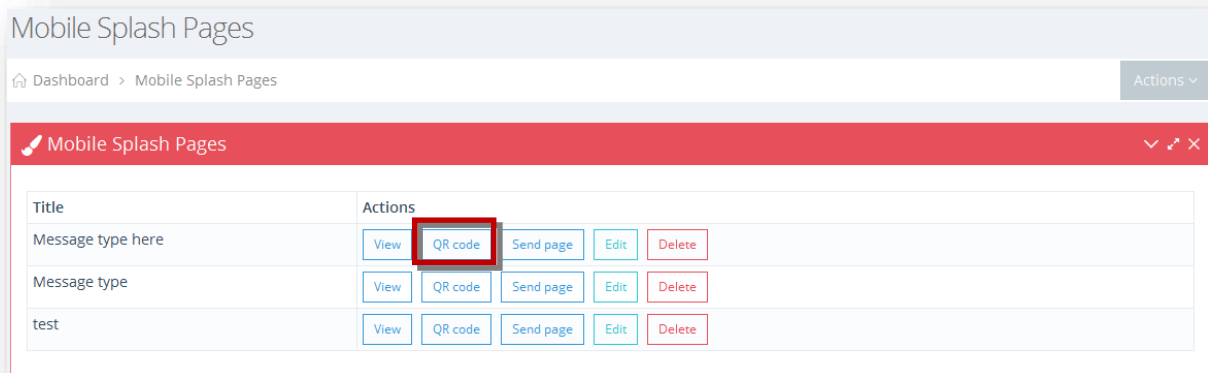 Mobile Splash Pages
Dashboard > Mobile Splash Pages Actions
Mobile Splash Pages
Title Actions
Message type here View QR code Send page Edit Delete
Message type View QR code Send page Edit Delete
test View QR code Send page Edit Delete